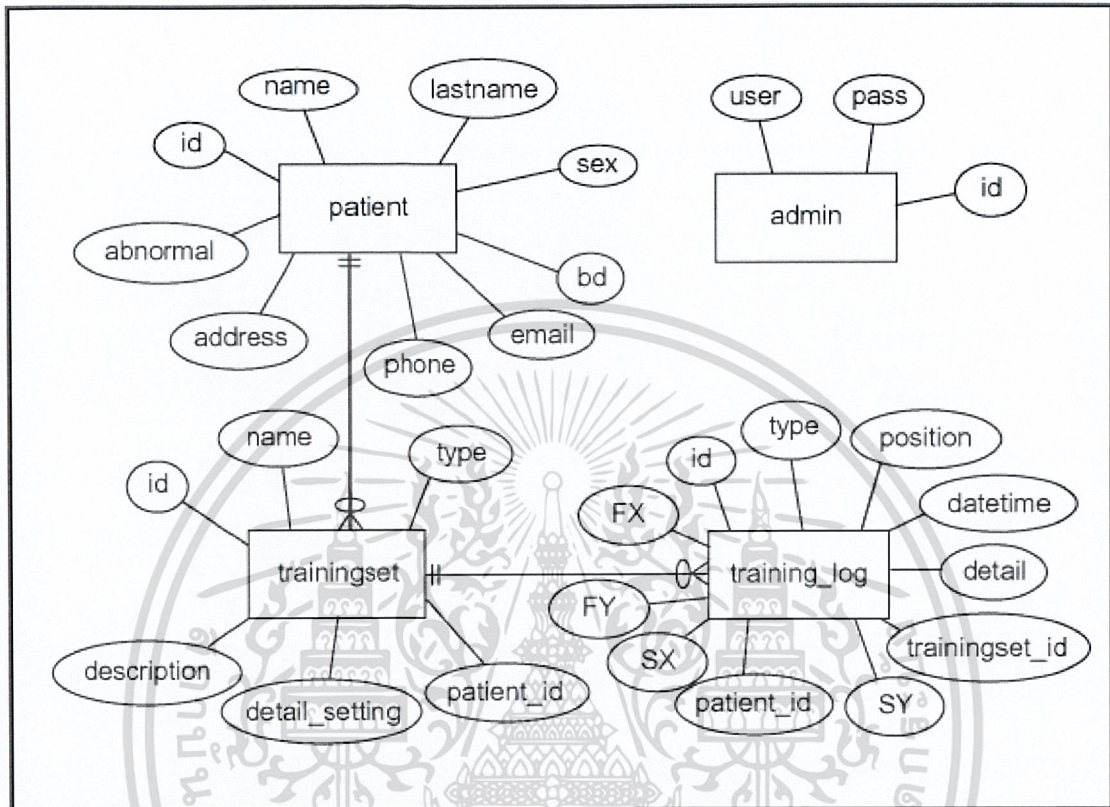 name
lastname
id
sex
patient
abnormal
bd
address
email
phone
user
pass
id
admin
name
type
id
trainingset
description
detail_setting
patient_id
type
position
id
datetime
FX
training_log
detail
FY
trainingset_id
SX
patient_id
SY